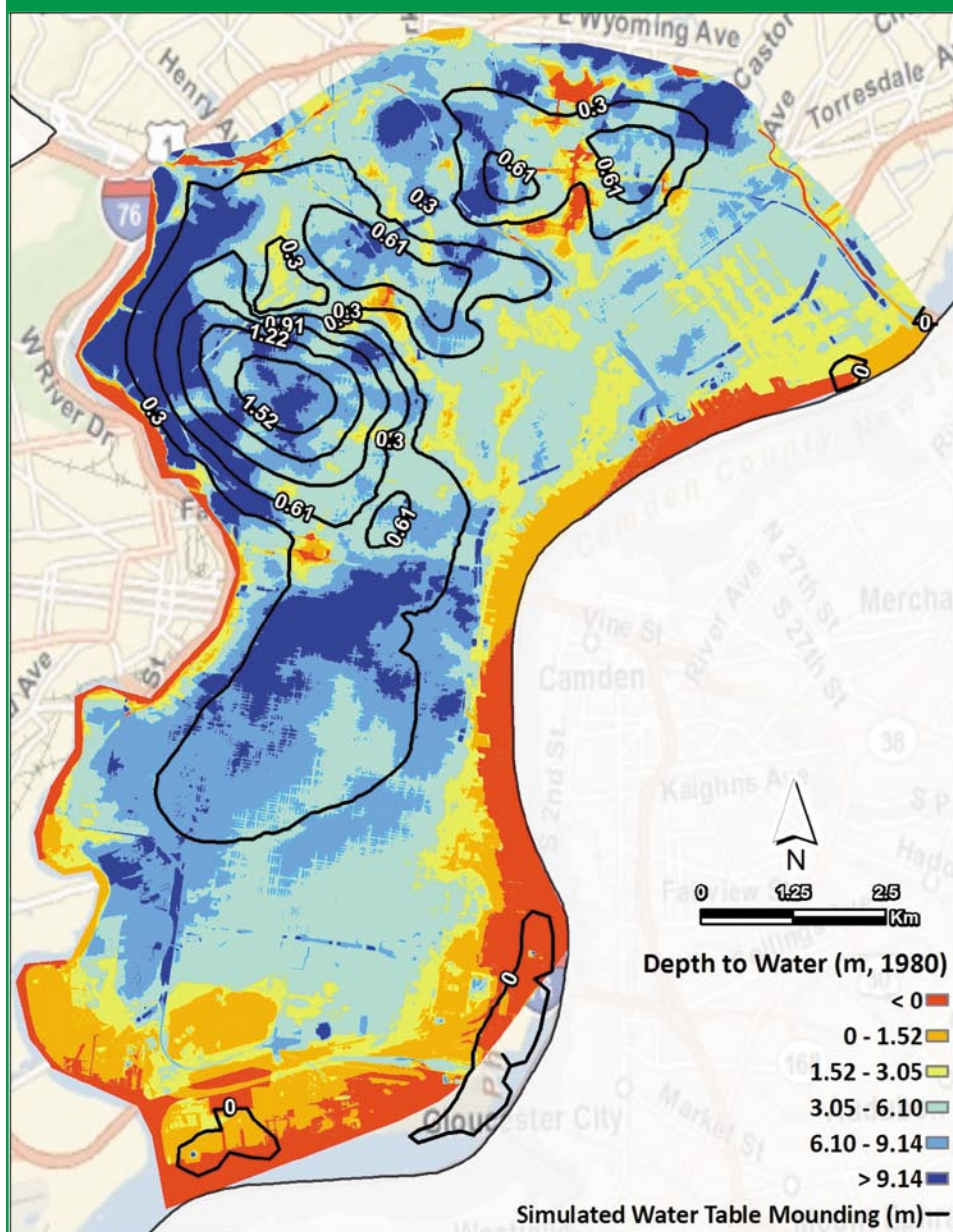 E Wyoming Ave
Henry Av
Castor
Ave
Torresdale A
1
76
0.3
0.61
0.61
0.3
0.61
0.3
0.3
0.91
1.22
1.52
0.3
0.3
0.61
0.61
0
0
W River Dr
Camden County
New Je
River Ave
N 27th St
S 27th St
Mercha
Vine St
Camden
St
Ave
S 2nd St
38
Kaighns Ave
S P
Hadd
Fairview S
N
0 1.25 2.5
Km
30
168
0
0
Gloucester City
Market St
Depth to Water (m, 1980)
< 0
0 - 1.52
1.52 - 3.05
3.05 - 6.10
6.10 - 9.14
> 9.14
Simulated Water Table Mounding (m)